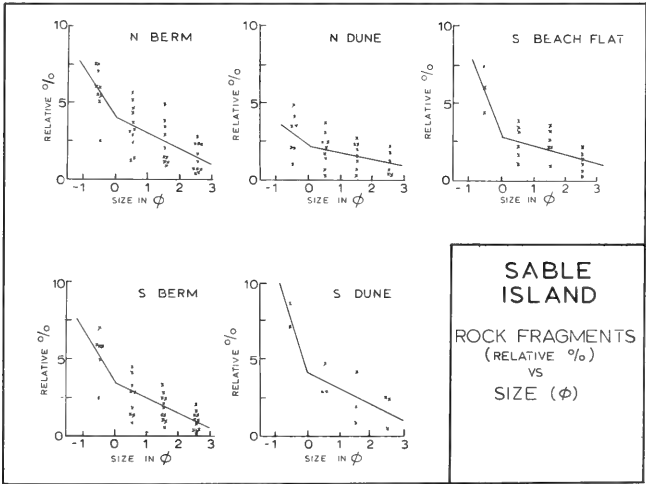 N BERM
RELATIVE %
10
5
0
-1 0 1 2 3
SIZE IN ϕ
N DUNE
RELATIVE %
10
5
0
-1 0 1 2 3
SIZE IN ϕ
S BEACH FLAT
RELATIVE %
10
5
0
-1 0 1 2 3
SIZE IN ϕ
S BERM
RELATIVE %
10
5
0
-1 0 1 2 3
SIZE IN ϕ
S DUNE
RELATIVE %
10
5
0
-1 0 1 2 3
SIZE IN ϕ
SABLE
ISLAND
ROCK FRAGMENTS
(RELATIVE %)
VS
SIZE (ϕ)